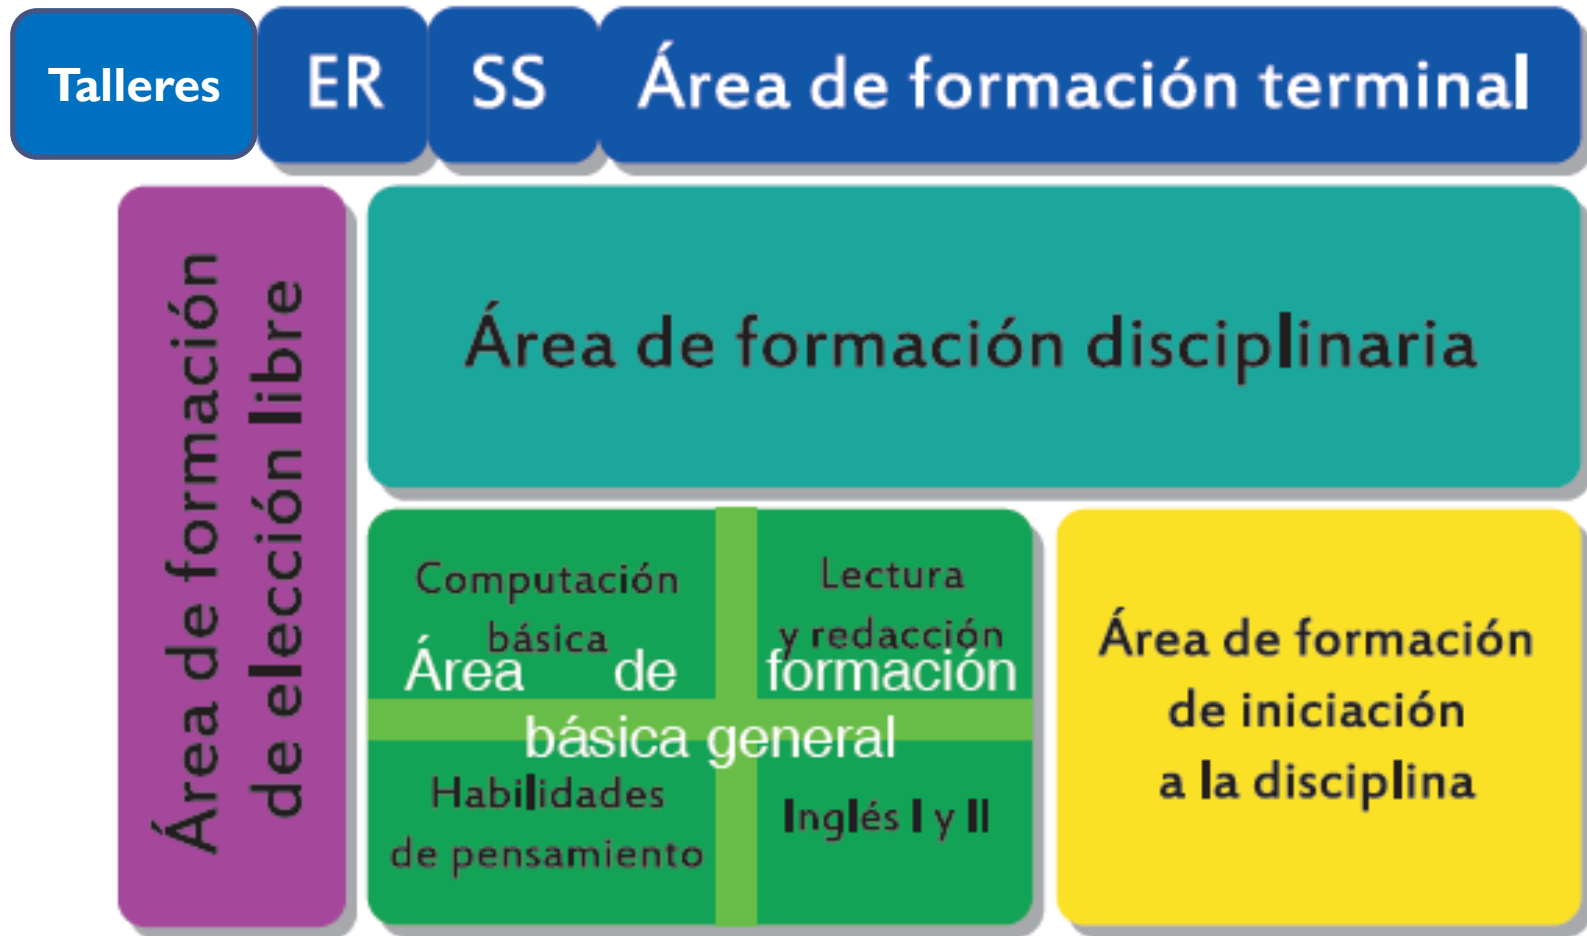 Talleres
ER
SS
Área de formación terminal
Área de formación
de elección libre
Área de formación disciplinaria
Computación
básica
Lectura
y redacción
Área de formación
básica general
Habilidades
de pensamiento
Inglés I y II
Área de formación
de iniciación
a la disciplina